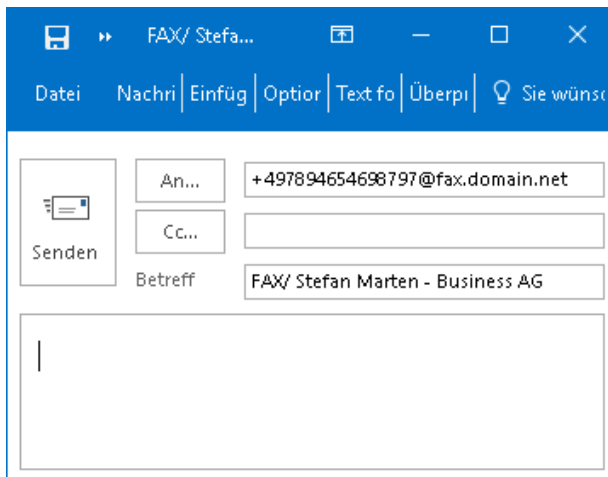 FAX/ Stefa...
Datei Nachri Einfüg Optior Text fo Überpi Sie wünsc
An... +497894654698797@fax.domain.net
Cc...
Senden
Betreff FAX/ Stefan Marten - Business AG